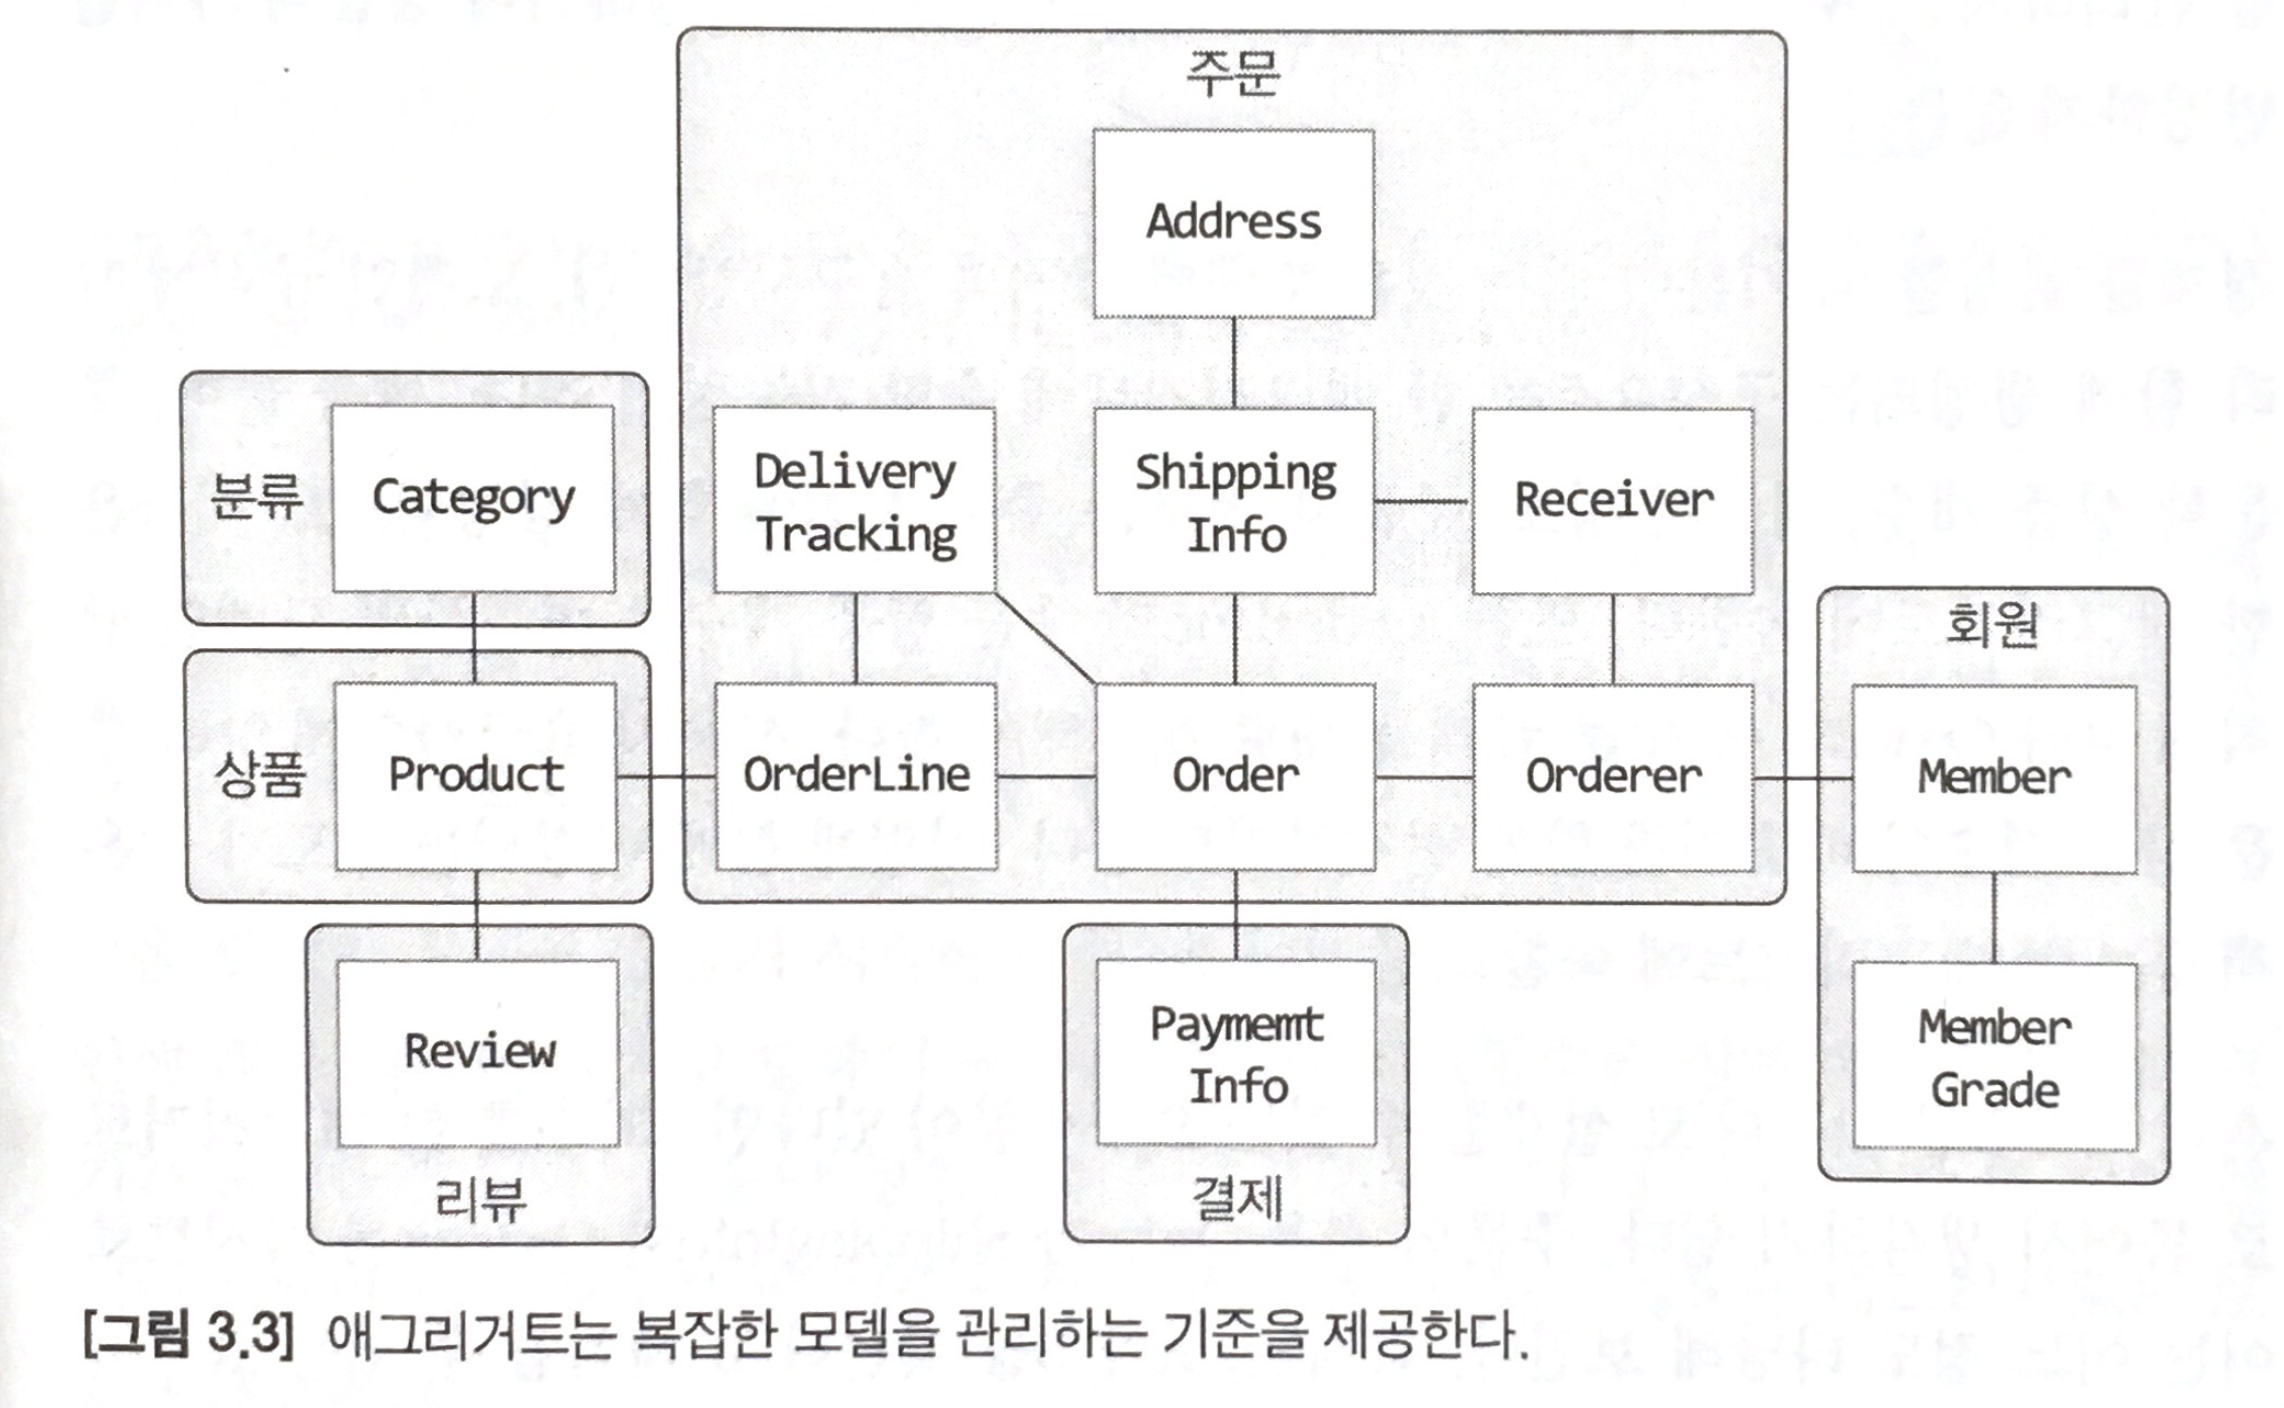 주문
Address
분류
Category
Delivery
Tracking
Shipping
Info
Receiver
회원
상품
Product
OrderLine
Order
Orderer
Member
Review
리뷰
Paymemt
Info
결제
Member
Grade
[그림 3.3] 애그리거트는 복잡한 모델을 관리하는 기준을 제공한다.